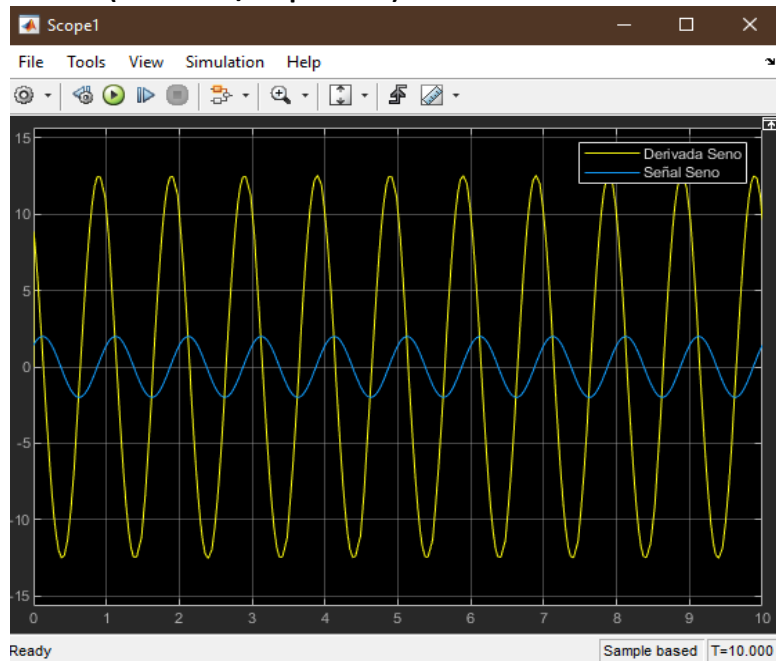 Scope1
File Tools View Simulation Help
Derivada Seno
Señal Seno
15
10
5
0
-5
-10
-15
0 1 2 3 4 5 6 7 8 9 10
Ready
Sample based T=10.000